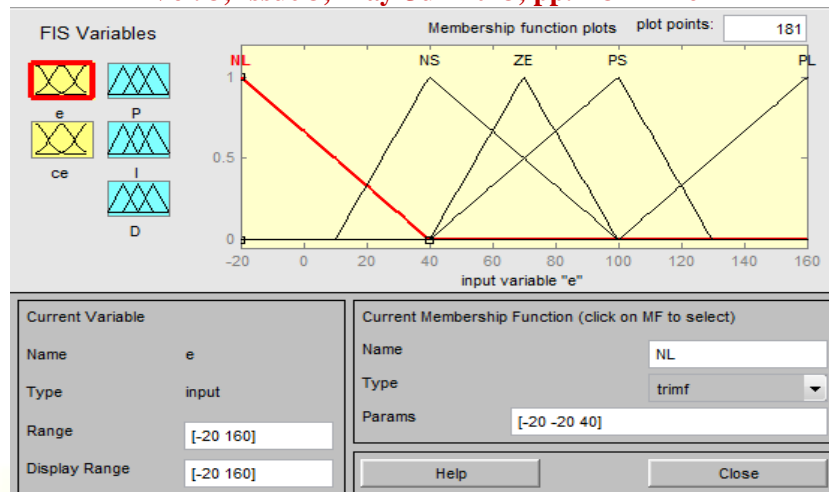 FIS Variables
Membership function plots plot points: 181
NL NS ZE PS PL
e P
ce I
D
1
0.5
0
-20 0 20 40 60 80 100 120 140 160
input variable "e"
Current Variable
Name e
Type input
Range [-20 160]
Display Range [-20 160]
Current Membership Function (click on MF to select)
Name NL
Type trimf
Params [-20 -20 40]
Help Close